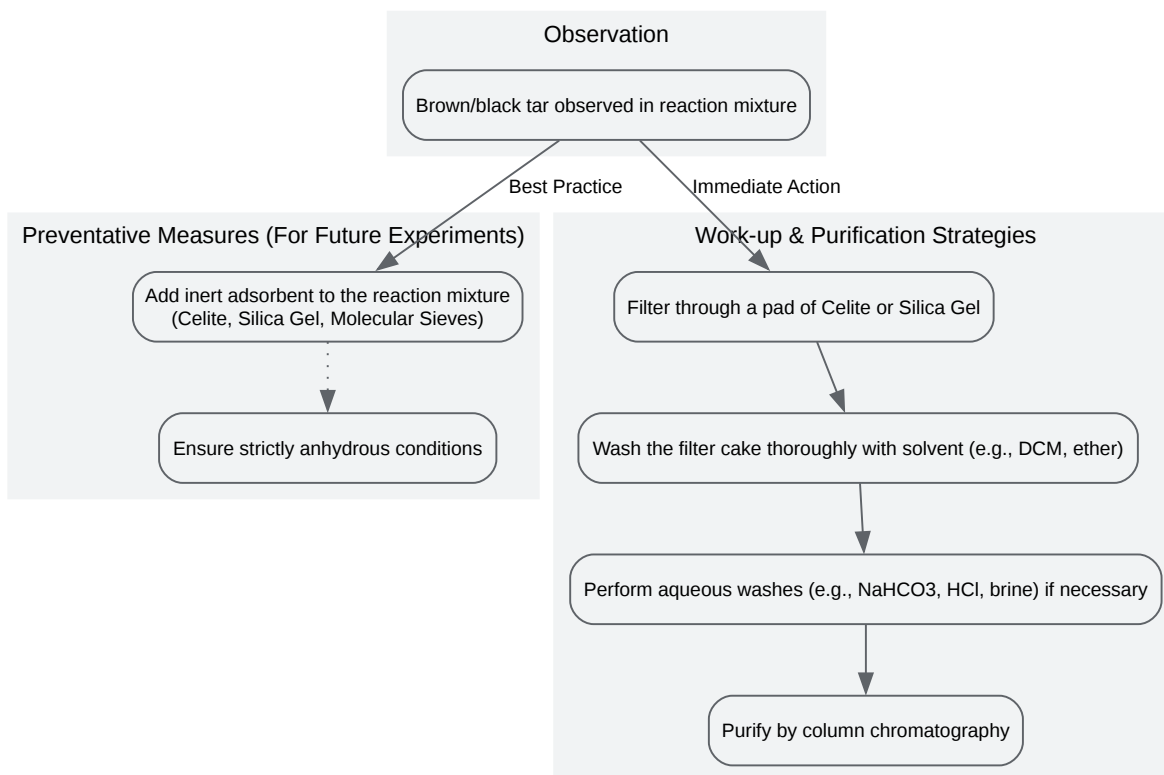 Observation
Brown/black tar observed in reaction mixture
Best Practice
Immediate Action
Preventative Measures (For Future Experiments)
Add inert adsorbent to the reaction mixture
(Celite, Silica Gel, Molecular Sieves)
Ensure strictly anhydrous conditions
Work-up & Purification Strategies
Filter through a pad of Celite or Silica Gel
Wash the filter cake thoroughly with solvent (e.g., DCM, ether)
Perform aqueous washes (e.g., NaHCO3, HCl, brine) if necessary
Purify by column chromatography